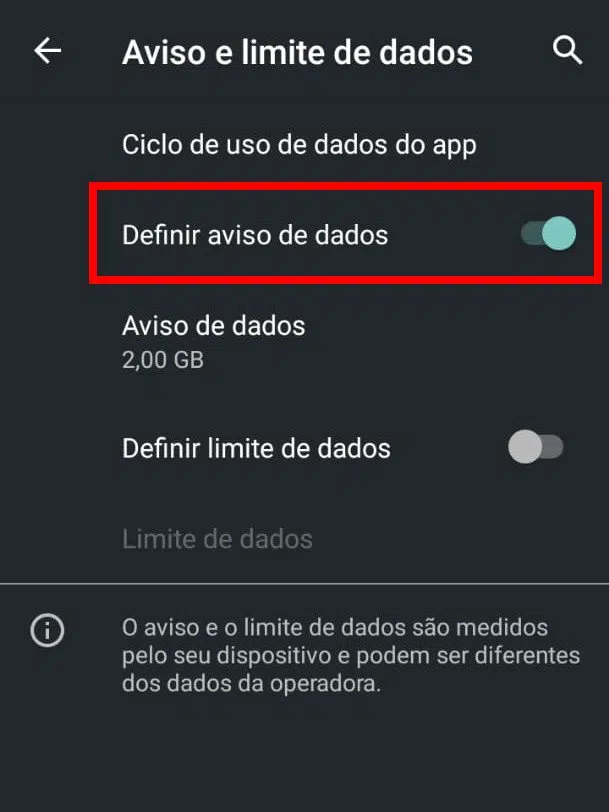 Aviso e limite de dados
Ciclo de uso de dados do app
Definir aviso de dados
Aviso de dados
2,00 GB
Definir limite de dados
Limite de dados
O aviso e o limite de dados são medidos
pelo seu dispositivo e podem ser diferentes
dos dados da operadora.